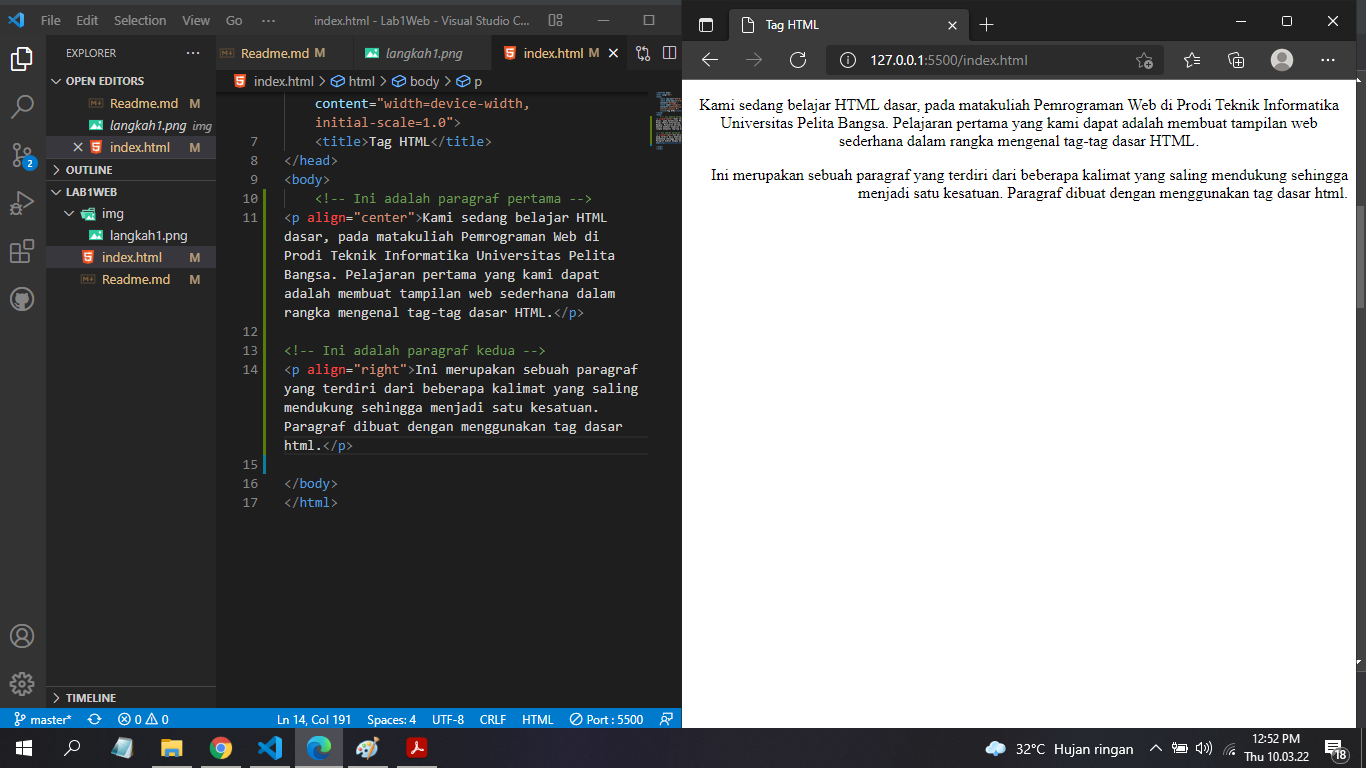 File Edit Selection View Go ··· index.html - Lab1Web - Visual Studio C...
EXPLORER ···
OPEN EDITORS
Readme.md M
langkah1.png img
index.html M
OUTLINE
LAB1WEB
img
langkah1.png
index.html M
Readme.md M
TIMELINE
2
Readme.md M langkah1.png index.html M
index.html > html > body > p
content="width=device-width,
initial-scale=1.0">
7 <title>Tag HTML</title>
8 </head>
9 <body>
10 <!-- Ini adalah paragraf pertama -->
11 <p align="center">Kami sedang belajar HTML
dasar, pada matakuliah Pemrograman Web di
Prodi Teknik Informatika Universitas Pelita
Bangsa. Pelajaran pertama yang kami dapat
adalah membuat tampilan web sederhana dalam
rangka mengenal tag-tag dasar HTML.</p>
12
13 <!-- Ini adalah paragraf kedua -->
14 <p align="right">Ini merupakan sebuah paragraf
yang terdiri dari beberapa kalimat yang saling
mendukung sehingga menjadi satu kesatuan.
Paragraf dibuat dengan menggunakan tag dasar
html.</p>
15
16 </body>
17 </html>
master* 0 0 Ln 14, Col 191 Spaces: 4 UTF-8 CRLF HTML Port : 5500
Tag HTML
127.0.0.1:5500/index.html
Kami sedang belajar HTML dasar, pada matakuliah Pemrograman Web di Prodi Teknik Informatika
Universitas Pelita Bangsa. Pelajaran pertama yang kami dapat adalah membuat tampilan web
sederhana dalam rangka mengenal tag-tag dasar HTML.
Ini merupakan sebuah paragraf yang terdiri dari beberapa kalimat yang saling mendukung sehingga
menjadi satu kesatuan. Paragraf dibuat dengan menggunakan tag dasar html.
32°C Hujan ringan
12:52 PM
Thu 10.03.22
18